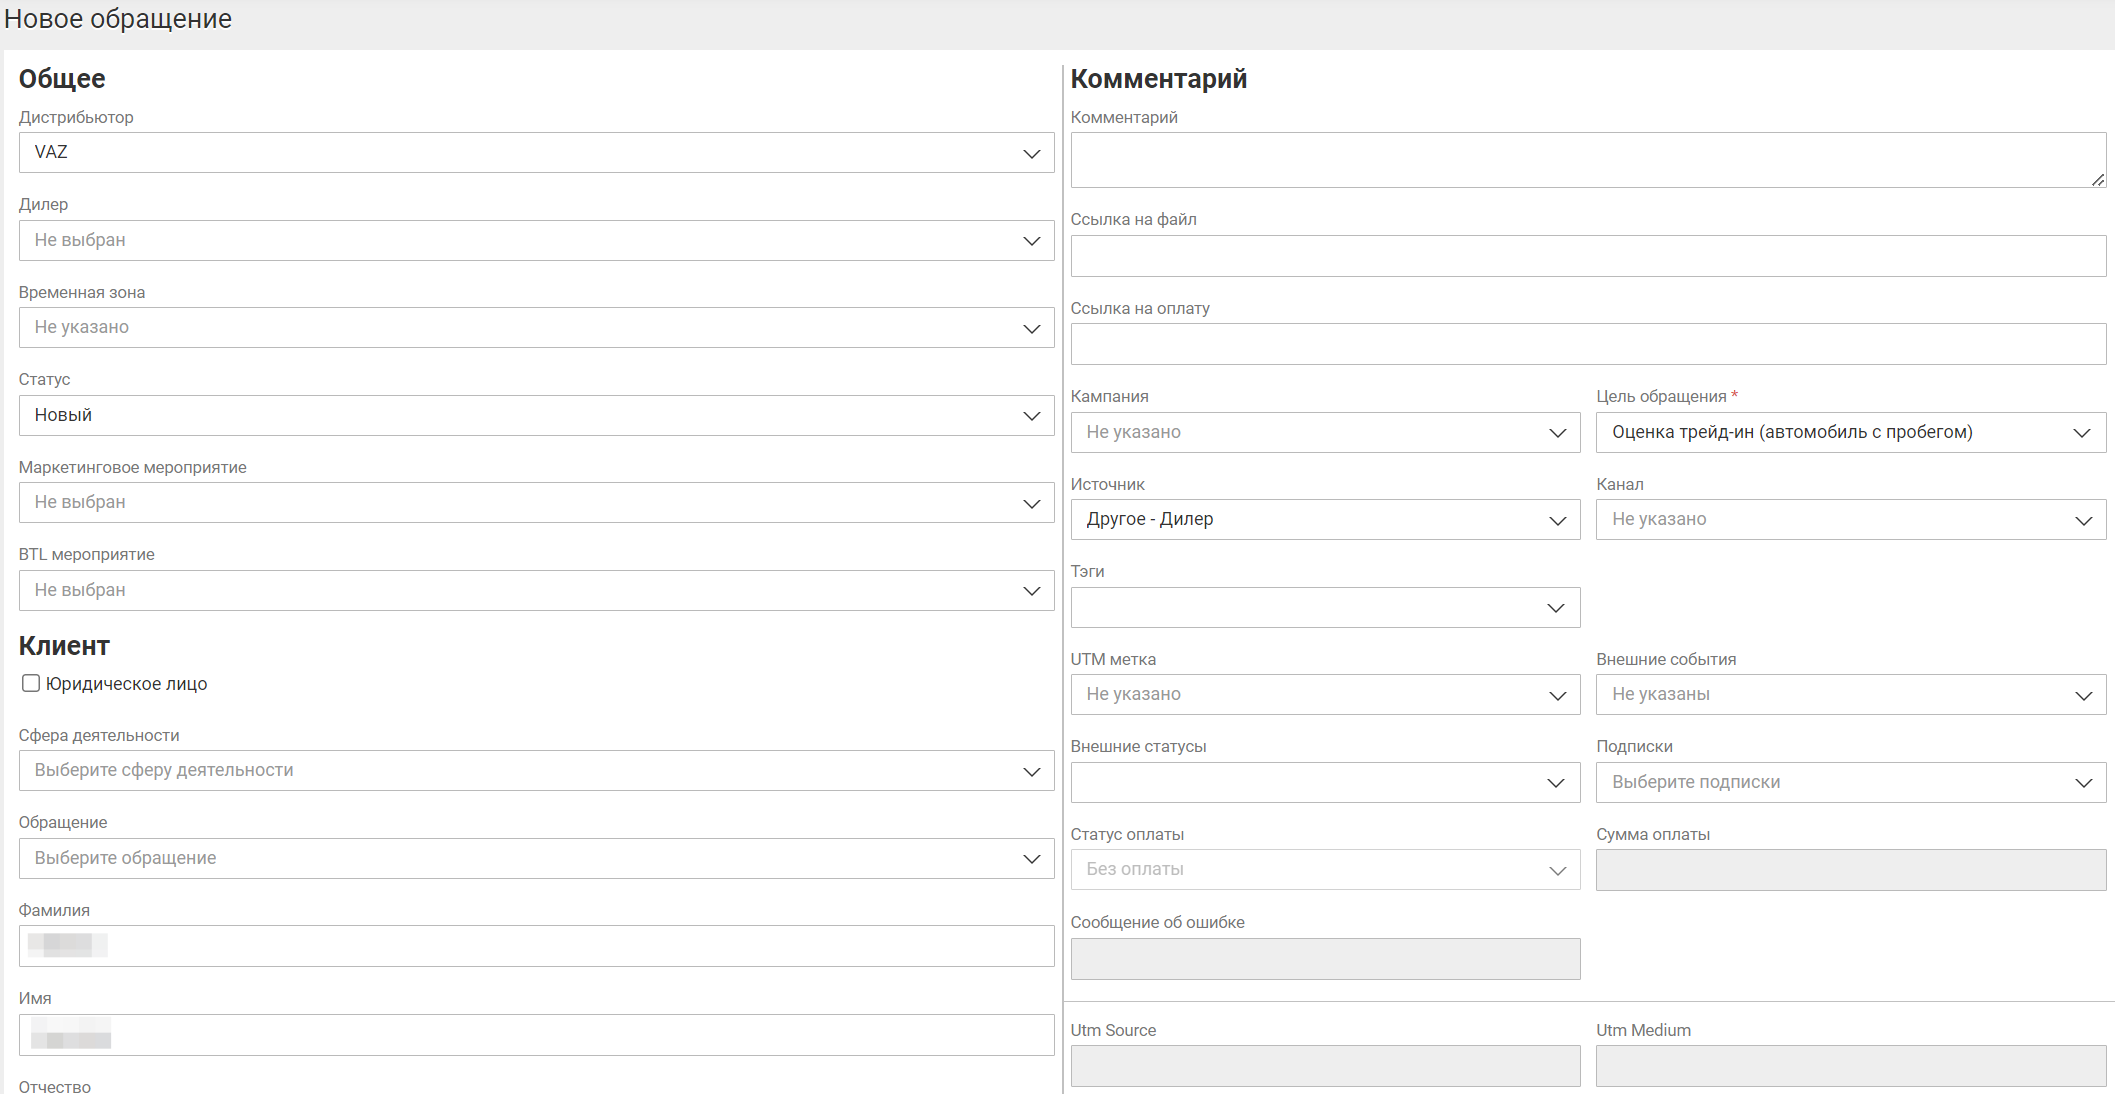 Новое обращение
Общее
Дистрибьютор
VAZ
Дилер
Не выбран
Временная зона
Не указано
Статус
Новый
Маркетинговое мероприятие
Не выбран
BTL мероприятие
Не выбран
Клиент
Юридическое лицо
Сфера деятельности
Выберите сферу деятельности
Обращение
Выберите обращение
Фамилия
Имя
Отчество
Комментарий
Комментарий
Ссылка на файл
Ссылка на оплату
Кампания
Цель обращения *
Не указано
Оценка трейд-ин (автомобиль с пробегом)
Источник
Канал
Другое - Дилер
Не указано
Тэги
UTM метка
Внешние события
Не указано
Не указаны
Внешние статусы
Подписки
Выберите подписки
Статус оплаты
Сумма оплаты
Без оплаты
Сообщение об ошибке
Utm Source
Utm Medium